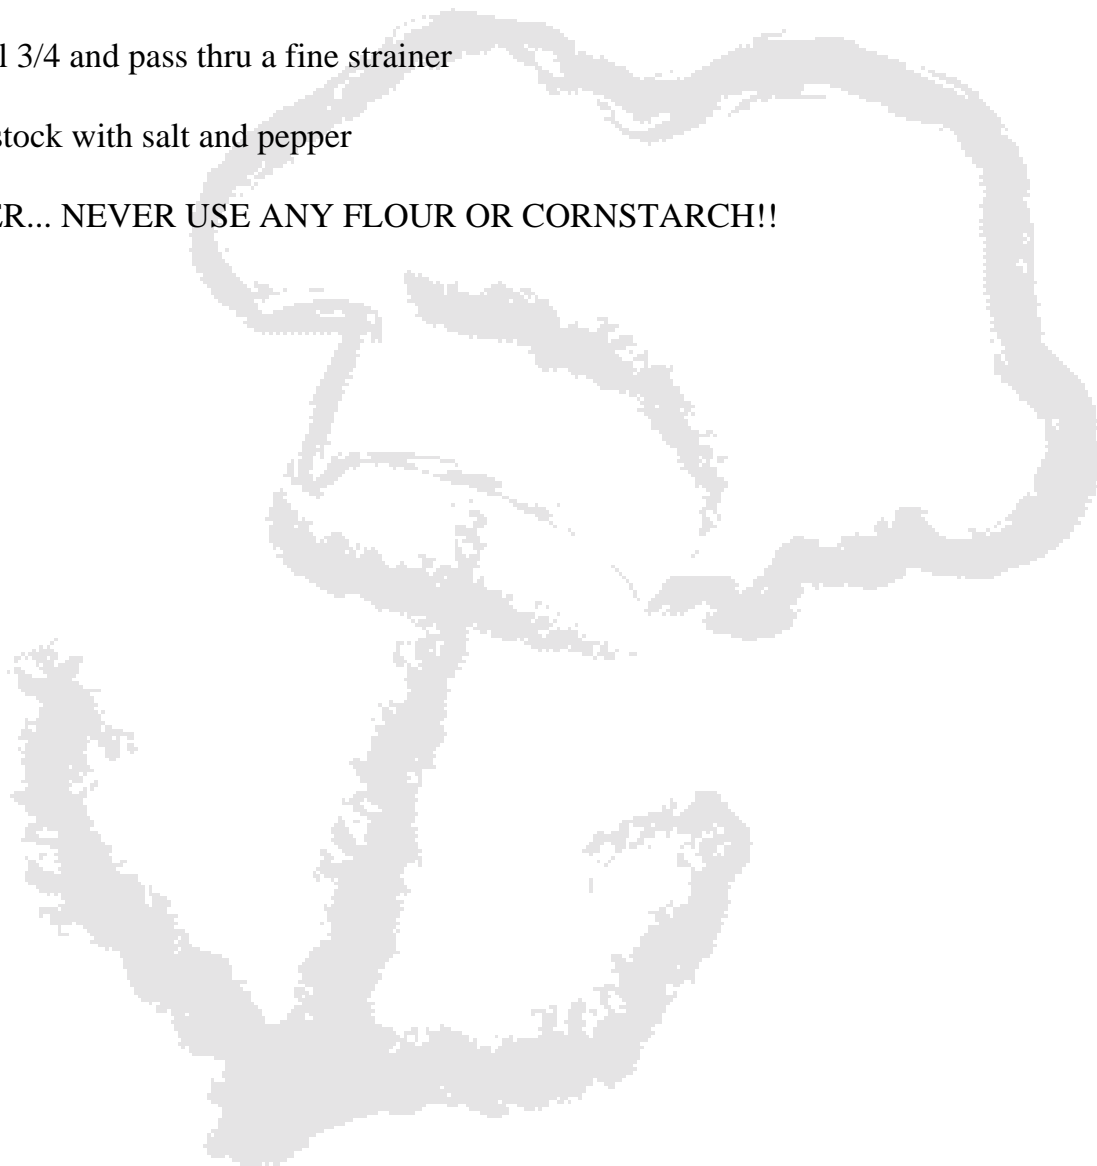 l 3/4 and pass thru a fine strainer
stock with salt and pepper
ER... NEVER USE ANY FLOUR OR CORNSTARCH!!